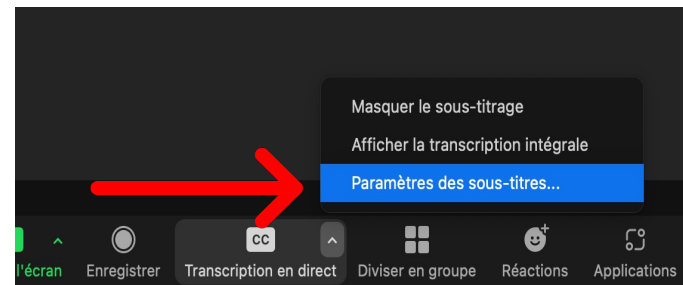 Masquer le sous-titrage
Afficher la transcription intégrale
Paramètres des sous-titres...
CC
l'écran Enregistrer Transcription en direct Diviser en groupe Réactions Applications